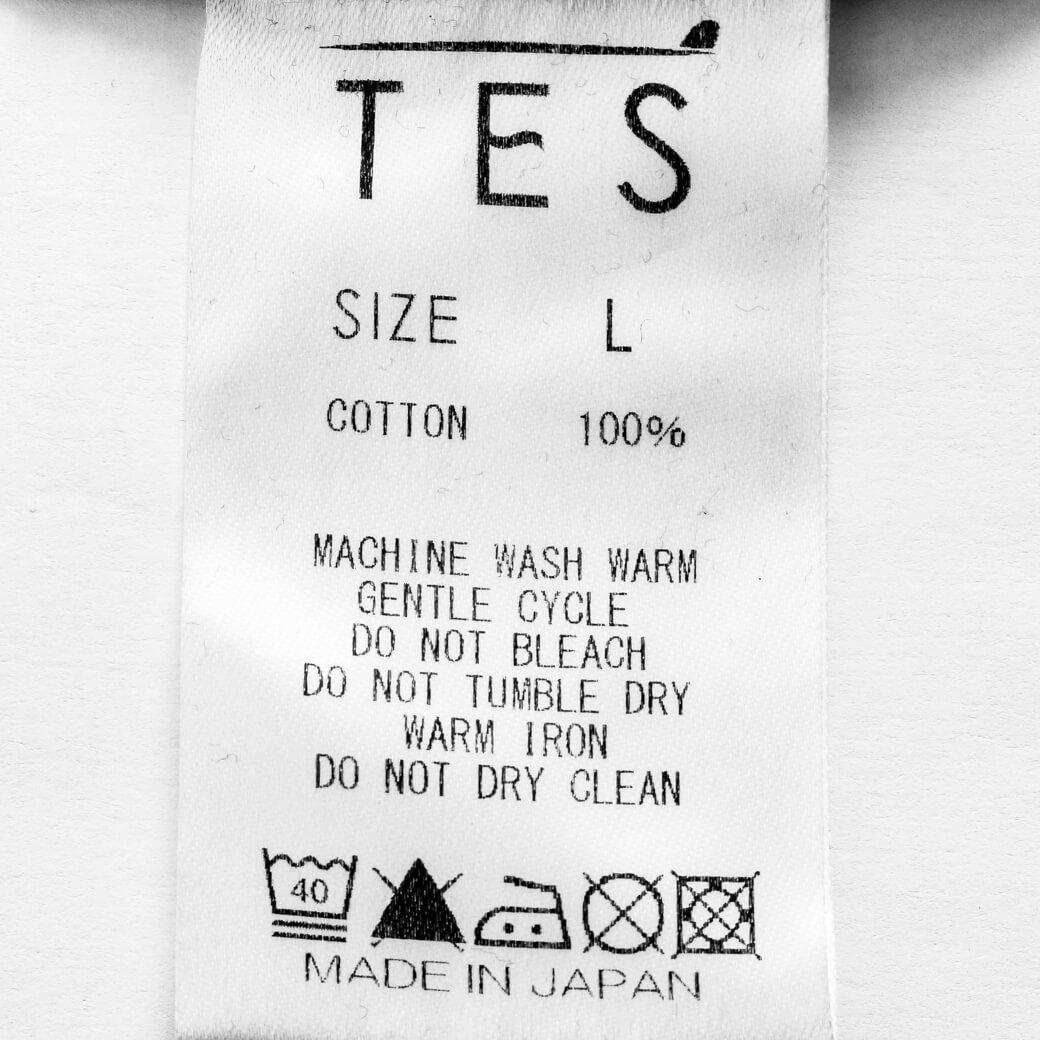 TES
SIZE L
COTTON 100%
MACHINE WASH WARM
GENTLE CYCLE
DO NOT BLEACH
DO NOT TUMBLE DRY
WARM IRON
DO NOT DRY CLEAN
40
MADE IN JAPAN